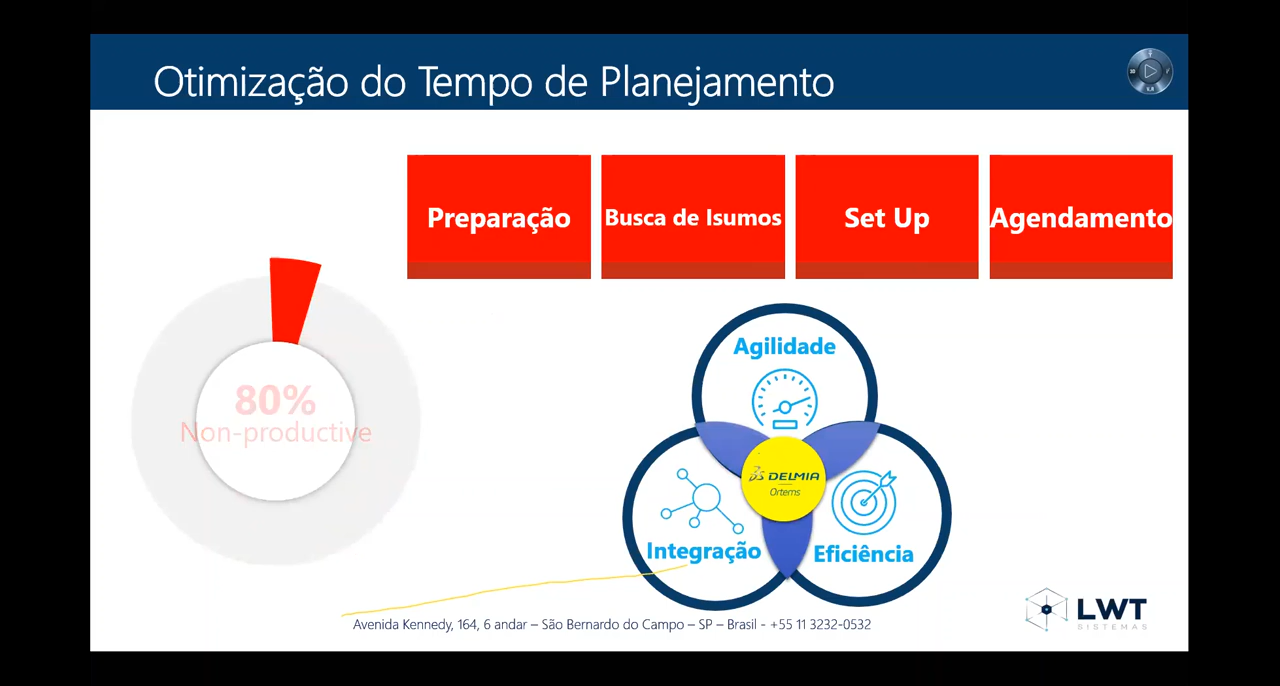 Otimização do Tempo de Planejamento
Preparação
Busca de Isumos
Set Up
Agendamento
80%
Non-productive
Agilidade
DELMIA
Ortems
Integração
Eficiência
Avenida Kennedy, 164, 6 andar – São Bernardo do Campo – SP – Brasil - +55 11 3232-0532
LWT
SISTEMAS